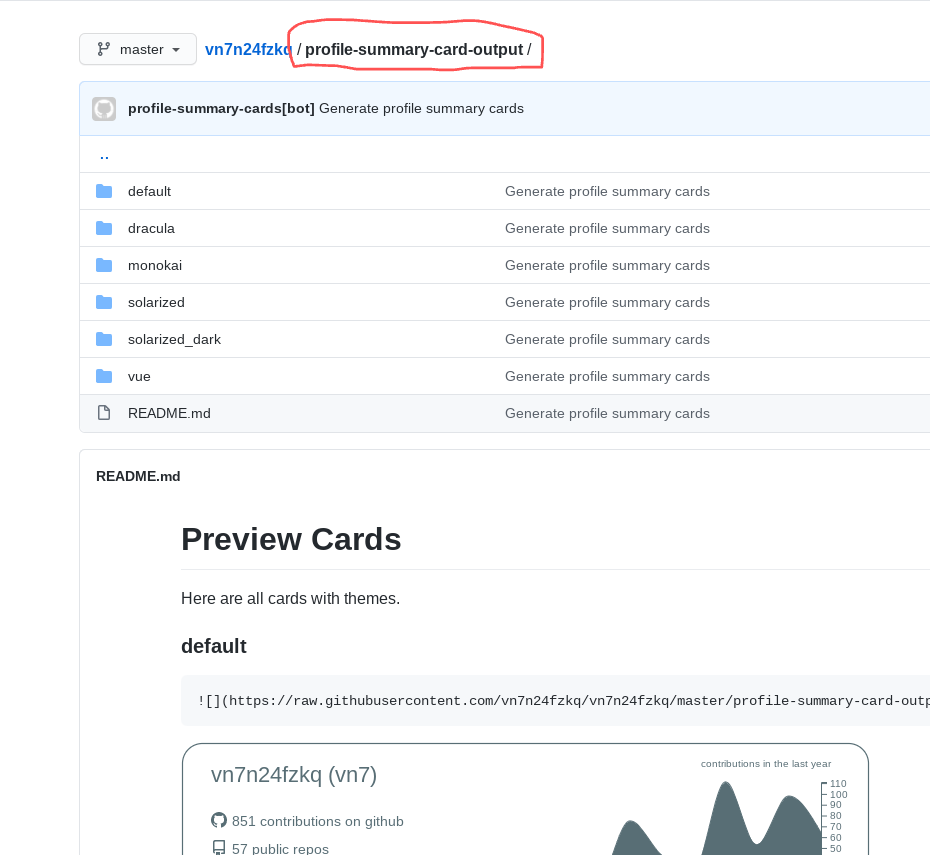 master vn7n24fzkq / profile-summary-card-output /
profile-summary-cards[bot] Generate profile summary cards
..
default Generate profile summary cards
dracula Generate profile summary cards
monokai Generate profile summary cards
solarized Generate profile summary cards
solarized_dark Generate profile summary cards
vue Generate profile summary cards
README.md Generate profile summary cards
README.md
Preview Cards
Here are all cards with themes.
default
![](https://raw.githubusercontent.com/vn7n24fzkq/vn7n24fzkq/master/profile-summary-card-outp
vn7n24fzkq (vn7)
contributions in the last year
851 contributions on github
57 public repos
110
100
90
80
70
60
50